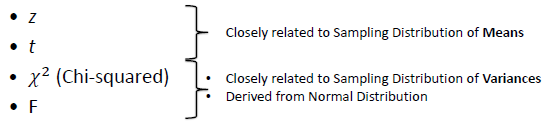 • z
• t
Closely related to Sampling Distribution of Means
• χ² (Chi-squared)
• F
• Closely related to Sampling Distribution of Variances
• Derived from Normal Distribution